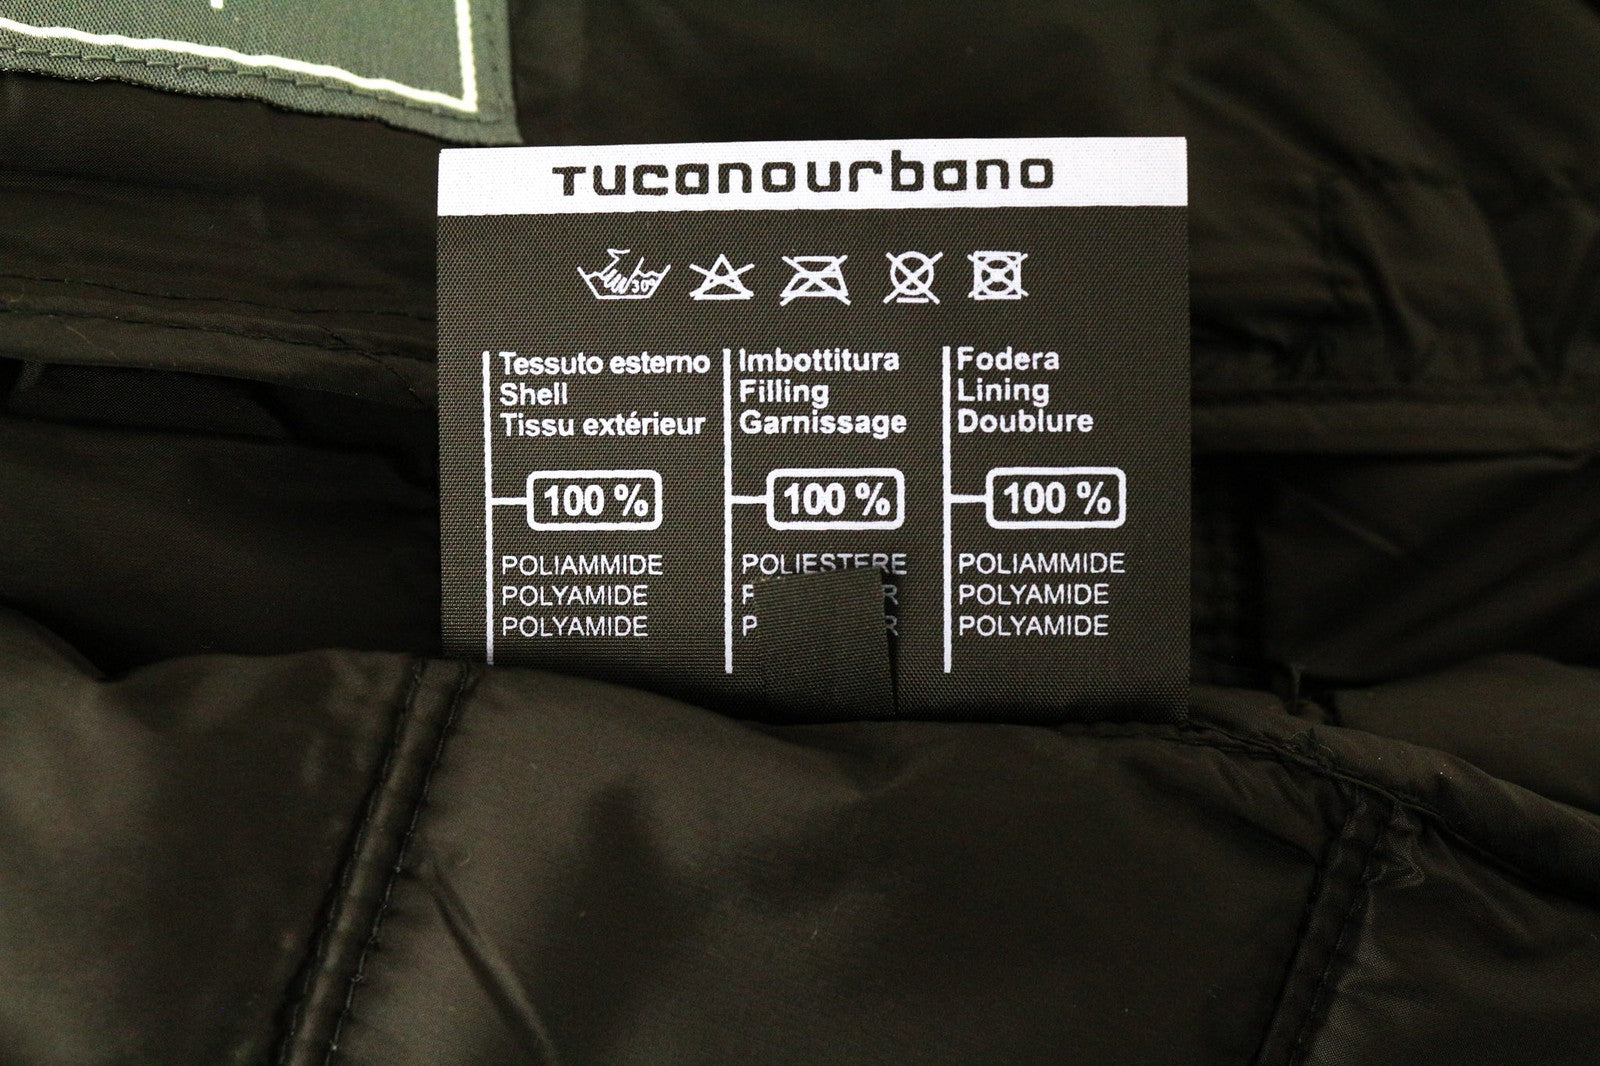 Tucanourbano
30°
Tessuto esterno
Shell
Tissu extérieur
100 %
POLIAMMIDE
POLYAMIDE
POLYAMIDE
Imbottitura
Filling
Garnissage
100 %
POLIESTERE
Fodera
Lining
Doublure
100 %
POLIAMMIDE
POLYAMIDE
POLYAMIDE